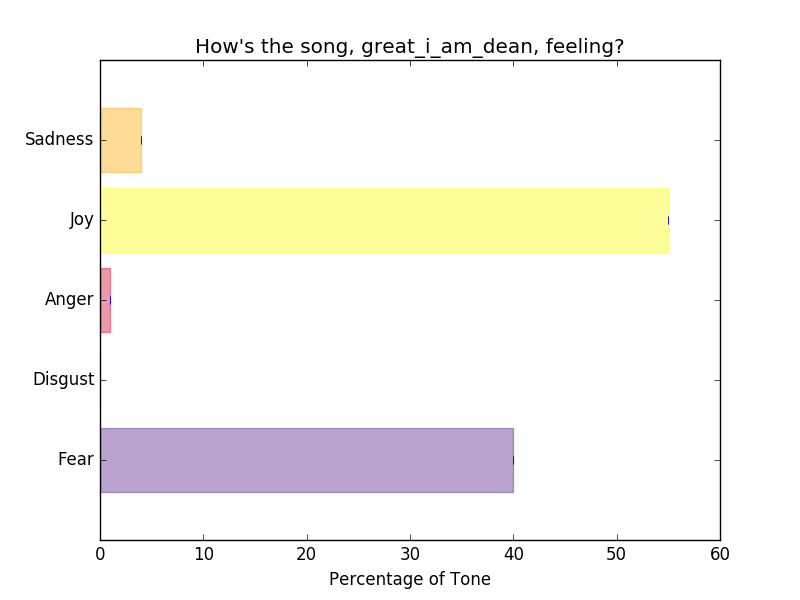 How's the song, great_i_am_dean, feeling?
Sadness
Joy
Anger
Disgust
Fear
0 10 20 30 40 50 60
Percentage of Tone